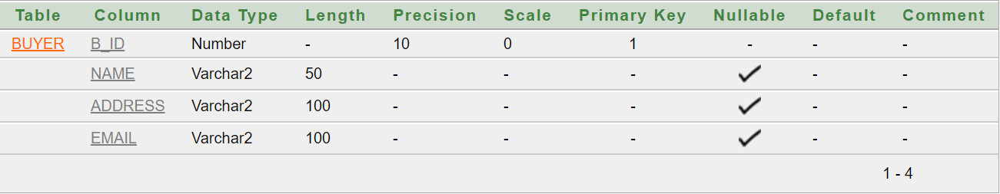 Table Column Data Type Length Precision Scale Primary Key Nullable Default Comment
BUYER B_ID Number - 10 0 1 - - -
NAME Varchar2 50 - - - - -
ADDRESS Varchar2 100 - - - - -
EMAIL Varchar2 100 - - - - -
1 - 4